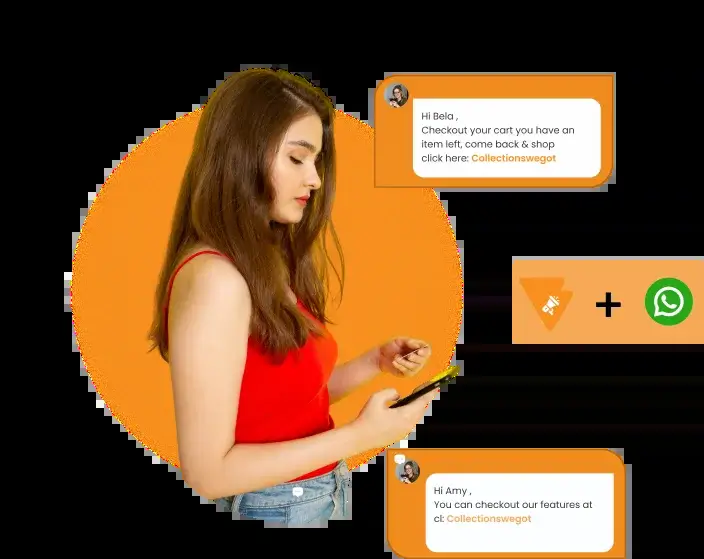 Hi Bela ,
Checkout your cart you have an
item left, come back & shop
click here: Collectionswegot
+
Hi Amy ,
You can checkout our features at
cl: Collectionswegot